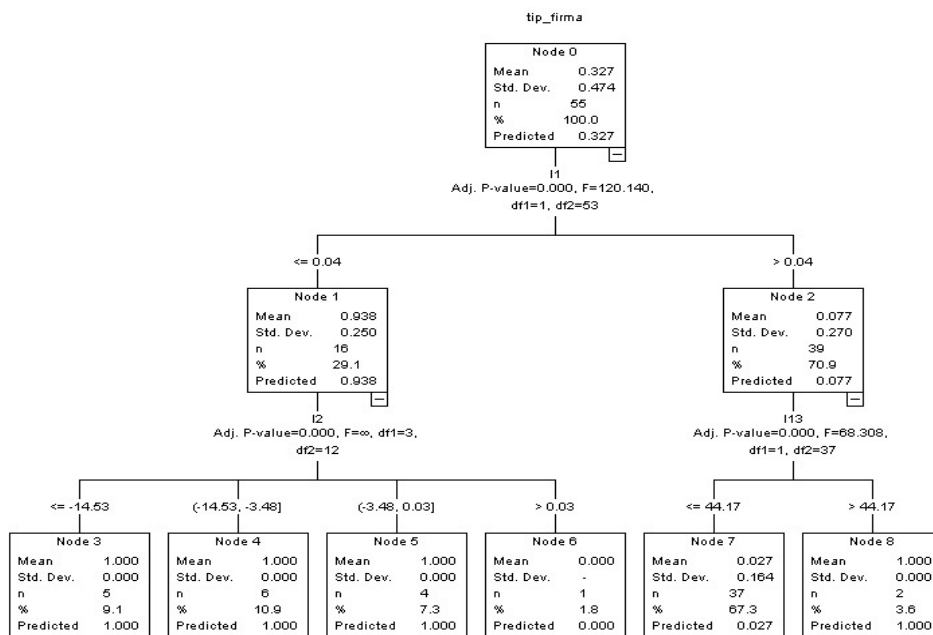 tip_firma
Node 0
Mean 0.327
Std. Dev. 0.474
n 55
% 100.0
Predicted 0.327
I1
Adj. P-value=0.000, F=120.140,
df1=1, df2=53
<= 0.04
> 0.04
Node 1
Mean 0.938
Std. Dev. 0.250
n 16
% 29.1
Predicted 0.938
Node 2
Mean 0.077
Std. Dev. 0.270
n 39
% 70.9
Predicted 0.077
I2
Adj. P-value=0.000, F=∞, df1=3,
df2=12
I13
Adj. P-value=0.000, F=68.308,
df1=1, df2=37
<= -14.53
(-14.53, -3.48]
(-3.48, 0.03]
> 0.03
<= 44.17
> 44.17
Node 3
Mean 1.000
Std. Dev. 0.000
n 5
% 9.1
Predicted 1.000
Node 4
Mean 1.000
Std. Dev. 0.000
n 6
% 10.9
Predicted 1.000
Node 5
Mean 1.000
Std. Dev. 0.000
n 4
% 7.3
Predicted 1.000
Node 6
Mean 0.000
Std. Dev. -
n 1
% 1.8
Predicted 0.000
Node 7
Mean 0.027
Std. Dev. 0.164
n 37
% 67.3
Predicted 0.027
Node 8
Mean 1.000
Std. Dev. 0.000
n 2
% 3.6
Predicted 1.000